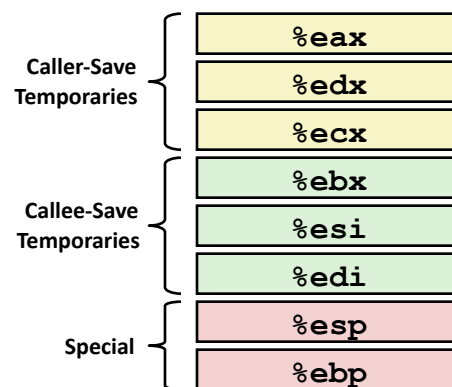 %eax
Caller-Save
Temporaries
%edx
%ecx
%ebx
Callee-Save
Temporaries
%esi
%edi
%esp
Special
%ebp